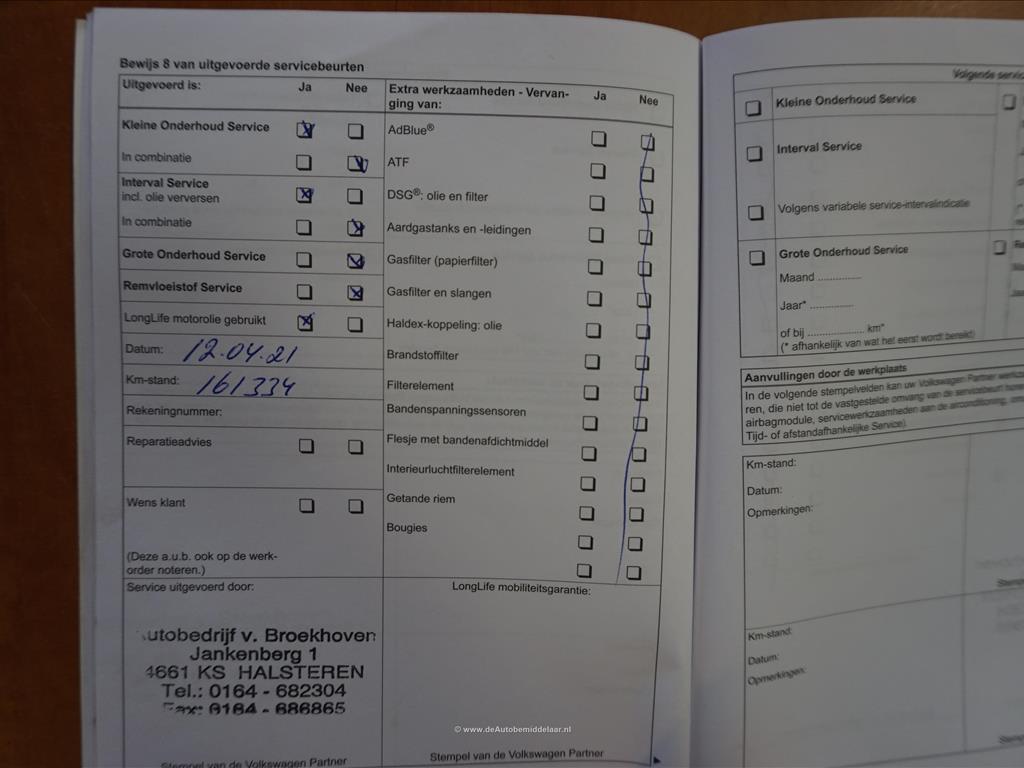 Bewijs 8 van uitgevoerde servicebeurten
Uitgevoerd is: Ja Nee
Kleine Onderhoud Service
In combinatie
Interval Service
incl. olie verversen
In combinatie
Grote Onderhoud Service
Remvloeistof Service
LongLife motorolie gebruikt
Datum: 12.04.21
Km-stand: 161334
Rekeningnummer:
Reparatieadvies
Wens klant
(Deze a.u.b. ook op de werk-
order noteren.)
Service uitgevoerd door:
utobedrijf v. Broekhoven
Jankenberg 1
4661 KS HALSTEREN
Tel.: 0164 - 682304
Fax: 0164 - 686865
Stempel van de Volkswagen Partner
Extra werkzaamheden - Vervan-
ging van: Ja Nee
AdBlue®
ATF
DSG®: olie en filter
Aardgastanks en -leidingen
Gasfilter (papierfilter)
Gasfilter en slangen
Haldex-koppeling: olie
Brandstoffilter
Filterelement
Bandenspanningssensoren
Flesje met bandenafdichtmiddel
Interieurluchtfilterelement
Getande riem
Bougies
LongLife mobiliteitsgarantie:
Stempel van de Volkswagen Partner
Volgende servic
Kleine Onderhoud Service
Interval Service
Volgens variabele service-intervalindicatie
Grote Onderhoud Service
Maand ..............
Jaar* ..............
of bij .................. km*
(* afhankelijk van wat het eerst wordt bereikt)
Aanvullingen door de werkplaats
In de volgende stempelvelden kan uw Volkswagen Partner werkz
ren, die niet tot de vastgestelde omvang van de servicebeurt hore
airbagmodule, servicewerkzaamheden aan de airconditioning, om
Tijd- of afstandafhankelijke Service).
Km-stand:
Datum:
Opmerkingen:
Stemp
Km-stand:
Datum:
Opmerkingen:
Stemp
© www.deAutobemiddelaar.nl